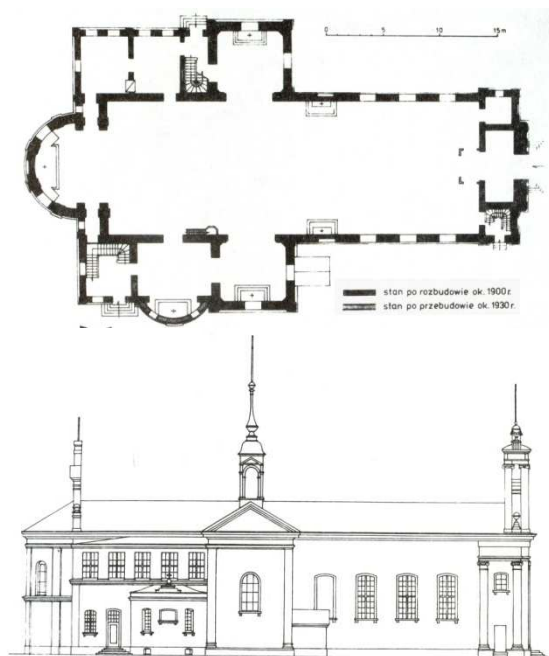 0 5 10 15 m
stan po rozbudowie ok. 1900 r.
stan po przebudowie ok. 1930 r.